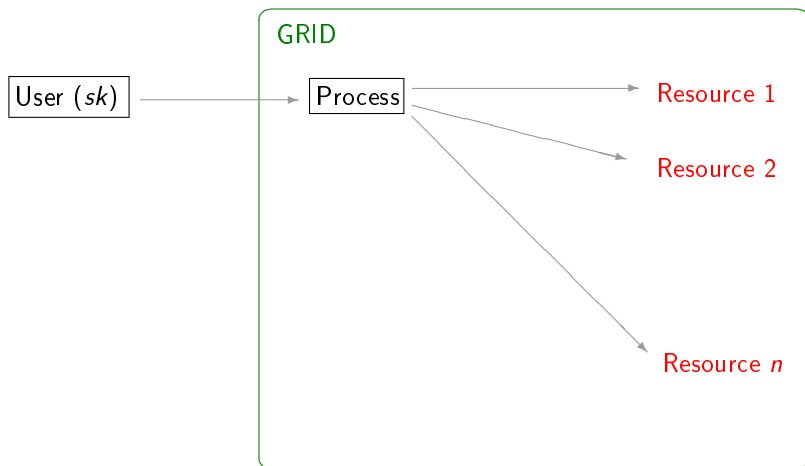 GRID
User (sk)
Process
Resource 1
Resource 2
Resource n